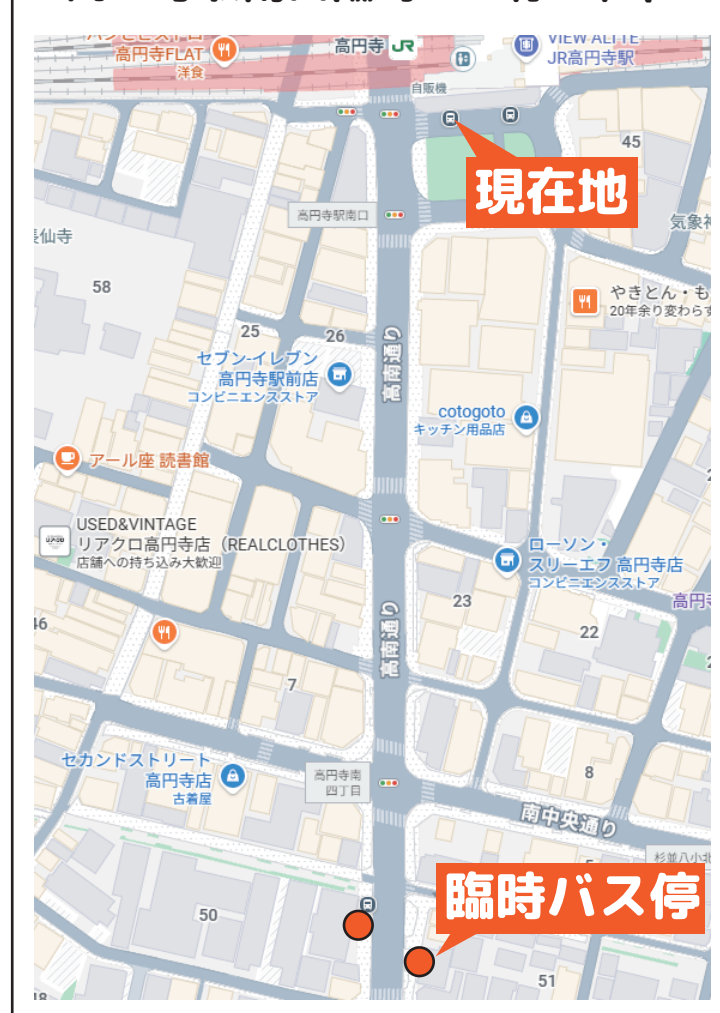 高円寺FLAT
洋食
高円寺 JR
VIEW ALTTE
JR高円寺駅
自販機
45
現在地
高円寺駅南口
長仙寺
気象神
58
やきとん・も
20年余り変わらず
25
26
セブン-イレブン
高円寺駅前店
コンビニエンスストア
高南通り
cotogoto
キッチン用品店
アール座 読書館
USED&VINTAGE
リアクロ高円寺店（REALCLOTHES）
店舗への持ち込み大歓迎
ローソン・
スリーエフ 高円寺店
コンビニエンスストア
高円寺
23
46
22
高南通り
7
セカンドストリート
高円寺店
古着屋
高円寺南
四丁目
8
南中央通り
杉並八小北
臨時バス停
50
51
48